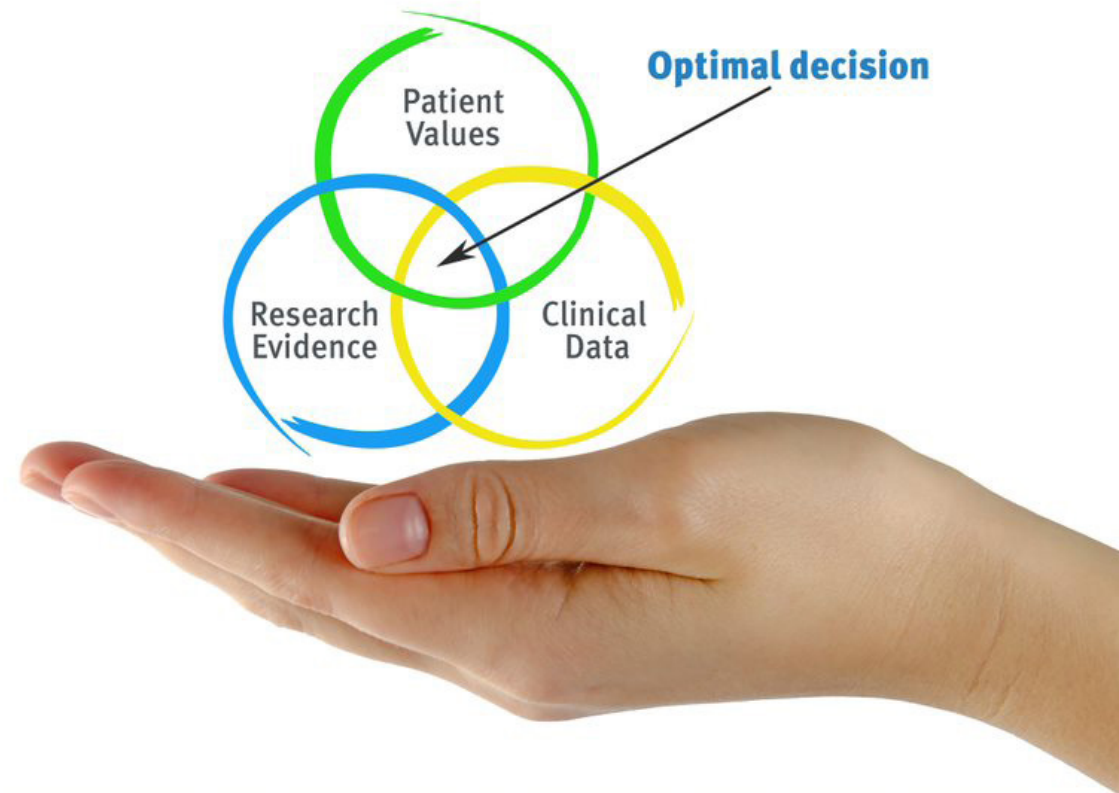 Optimal decision
Patient
Values
Research
Evidence
Clinical
Data